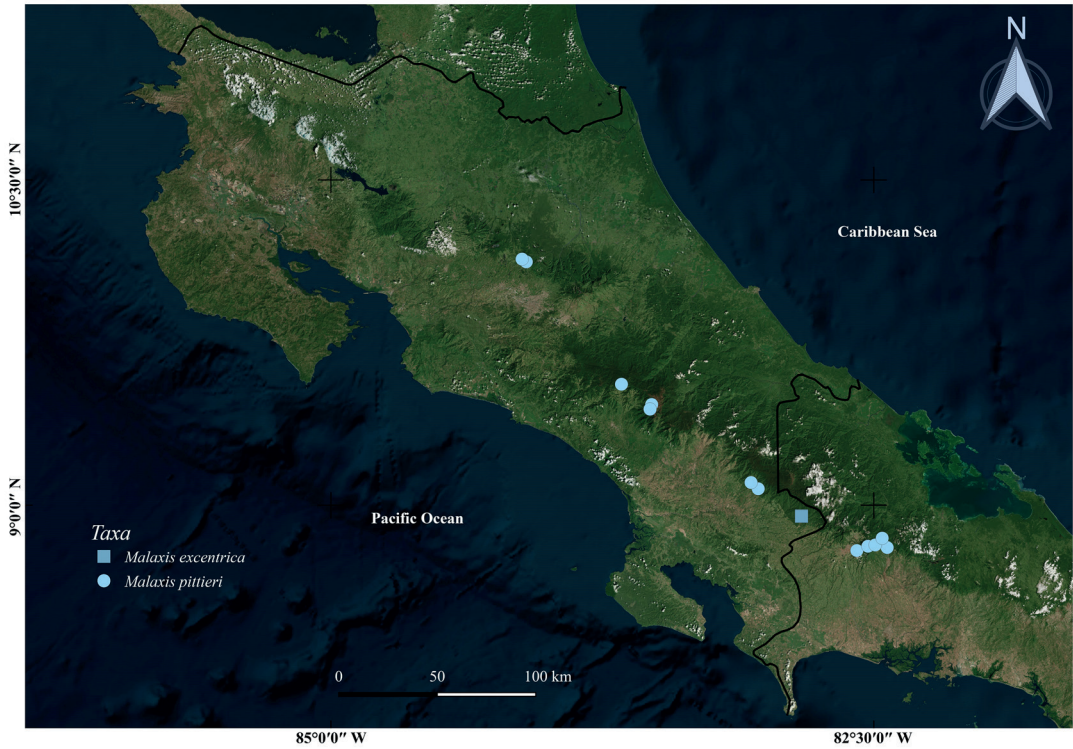 N
10°30′0″ N
Caribbean Sea
9°0′0″ N
Pacific Ocean
Taxa
Malaxis excentrica
Malaxis pittieri
0 50 100 km
85°0′0″ W 82°30′0″ W